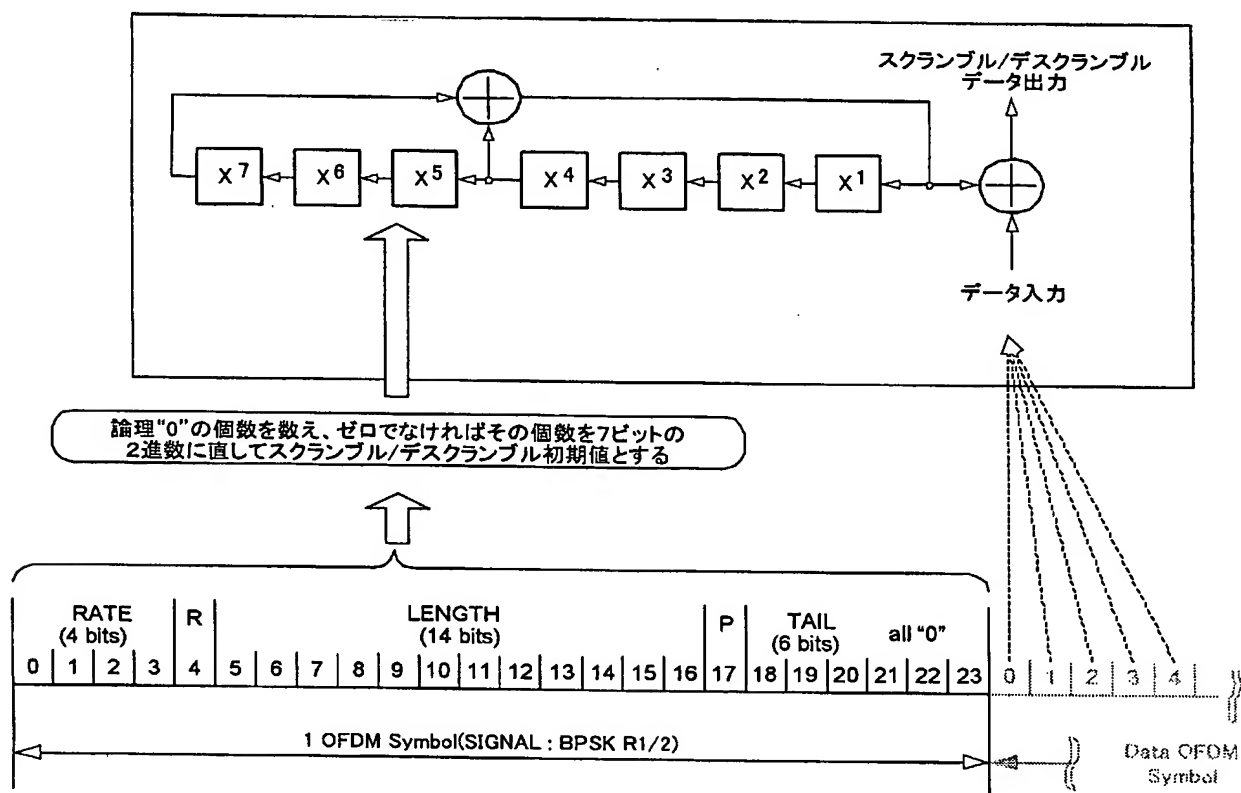 スクランブル/デスクランブル
データ出力
X7 X6 X5 X4 X3 X2 X1
データ入力
論理“0”の個数を数え、ゼロでなければその個数を7ビットの
2進数に直してスクランブル/デスクランブル初期値とする
RATE R LENGTH P TAIL all “0”
(4 bits) (14 bits) (6 bits)
0 1 2 3 4 5 6 7 8 9 10 11 12 13 14 15 16 17 18 19 20 21 22 23 0 1 2 3 4
1 OFDM Symbol(SIGNAL : BPSK R1/2)
Data OFDM
Symbol